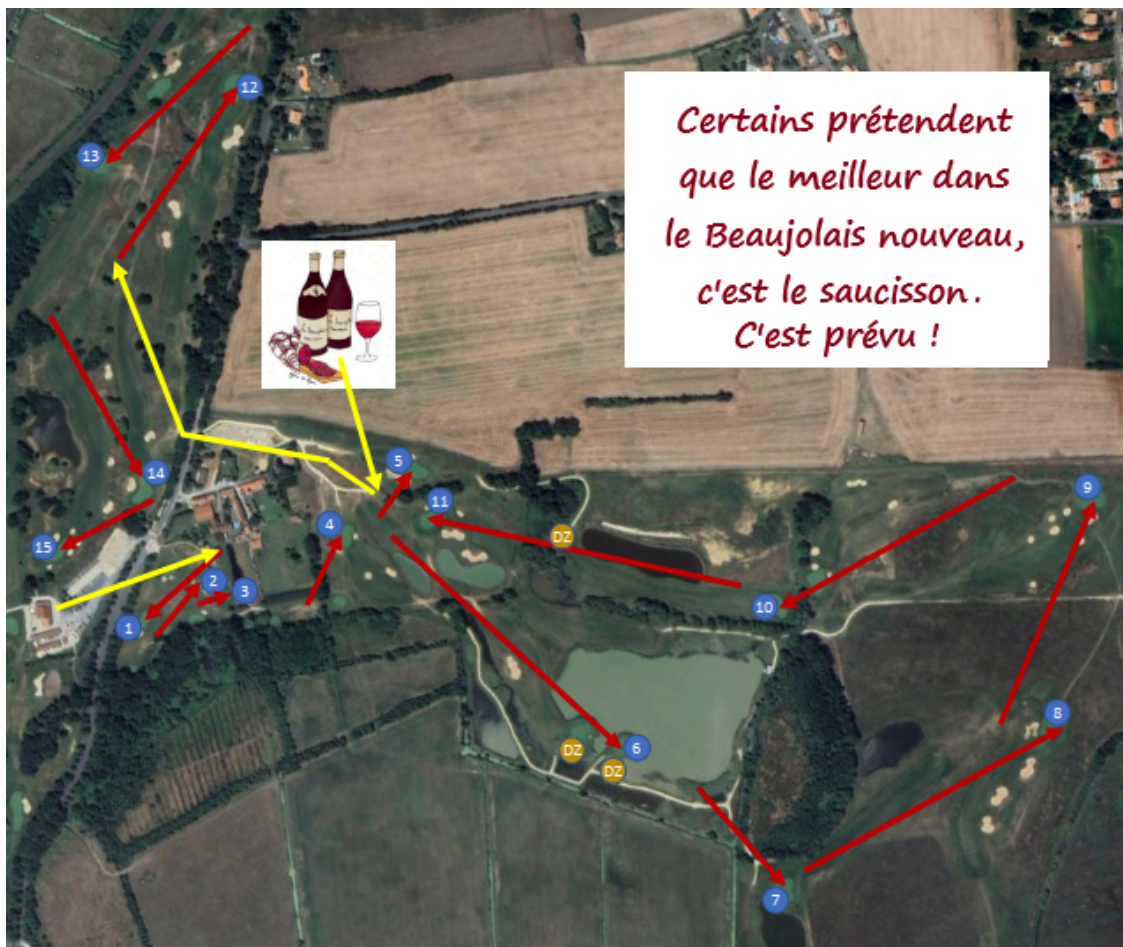 12
13
Certains prétendent
que le meilleur dans
le Beaujolais nouveau,
c'est le saucisson.
C'est prévu !
5
14
9
11
4
15
DZ
2
3
10
1
8
6
DZ
DZ
7